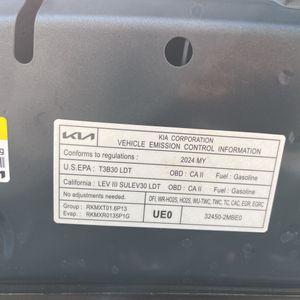 KIA
KIA CORPORATION
VEHICLE EMISSION CONTROL INFORMATION
Conforms to regulations : 2024 MY
U.S.EPA : T3B30 LDT OBD : CA II Fuel : Gasoline
California : LEV III SULEV30 LDT OBD : CA II Fuel : Gasoline
No adjustments needed. DFI, WR-HO2S, HO2S, WU-TWC, TWC, TC, CAC, EGR, EGRC
Group : RKMXT01.6P13
Evap. : RKMXR0135P1G
UE0
32450-2MBE0